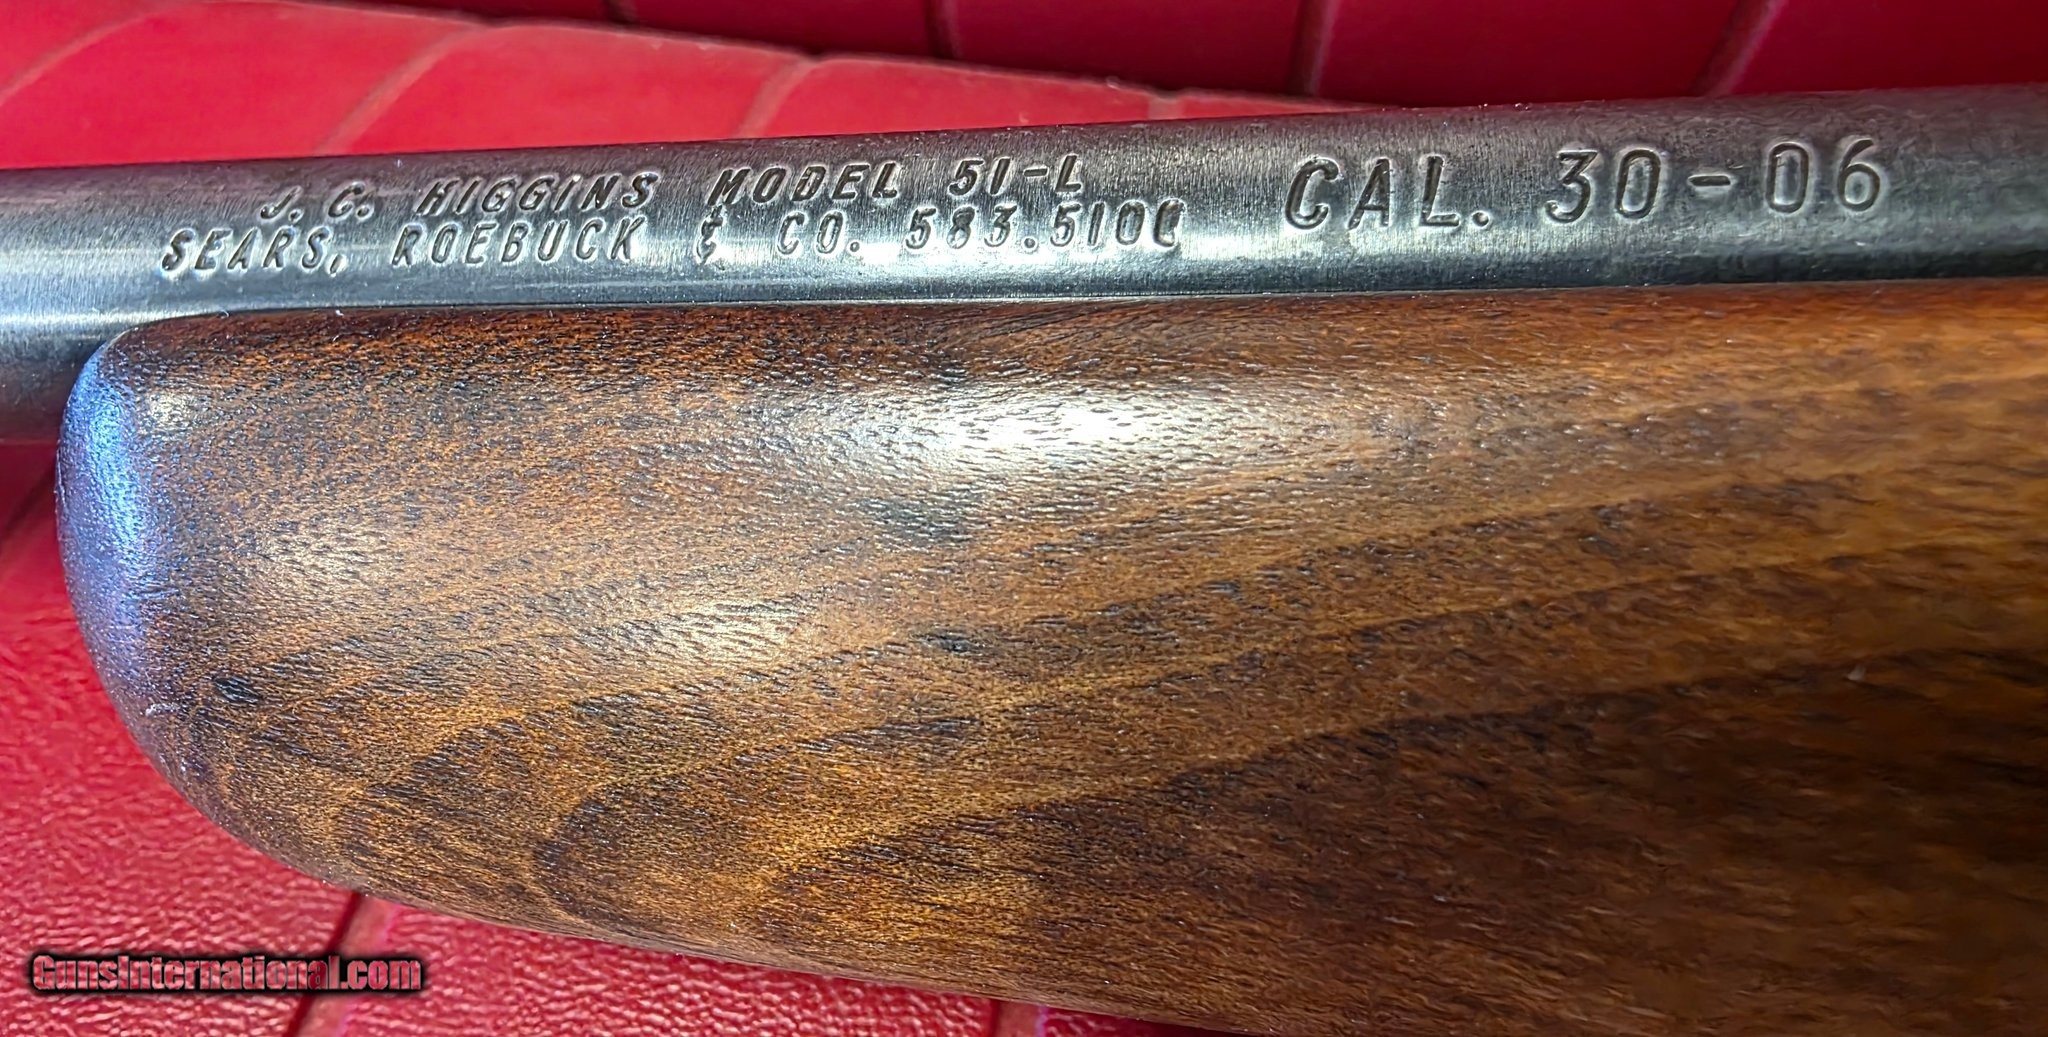 J. C. HIGGINS MODEL 51-L
SEARS, ROEBUCK & CO. 583.5100
CAL. 30-06
GunsInternational.com